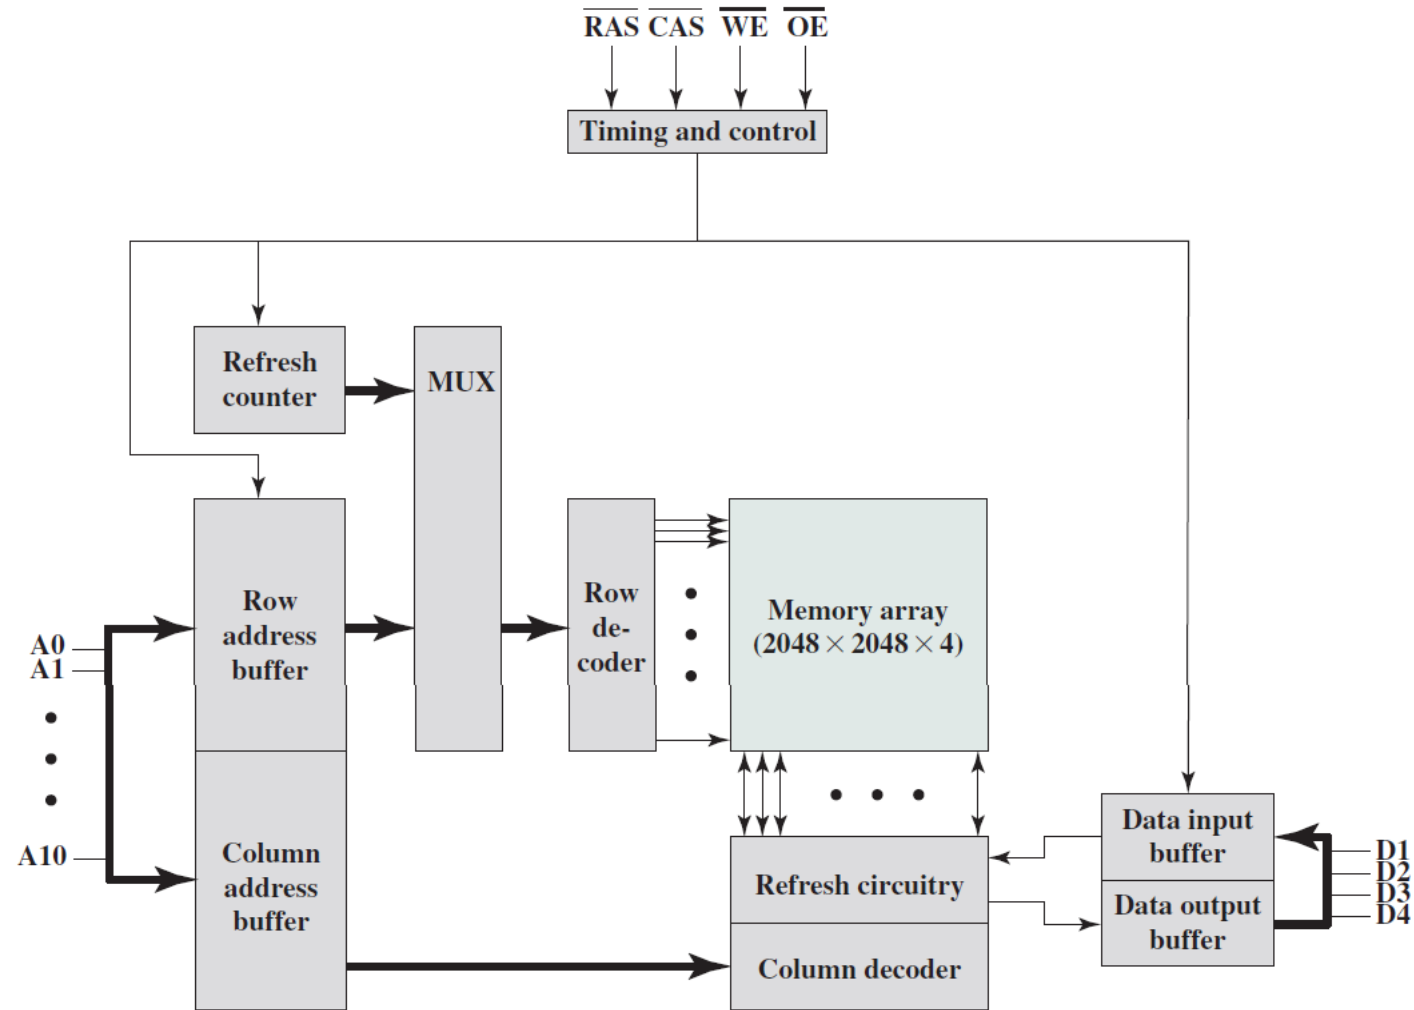 RAS CAS WE OE
Timing and control
Refresh
counter
MUX
Row
address
buffer
Row
de-
coder
Memory array
(2048 × 2048 × 4)
A0
A1
A10
Column
address
buffer
Refresh circuitry
Column decoder
Data input
buffer
Data output
buffer
D1
D2
D3
D4